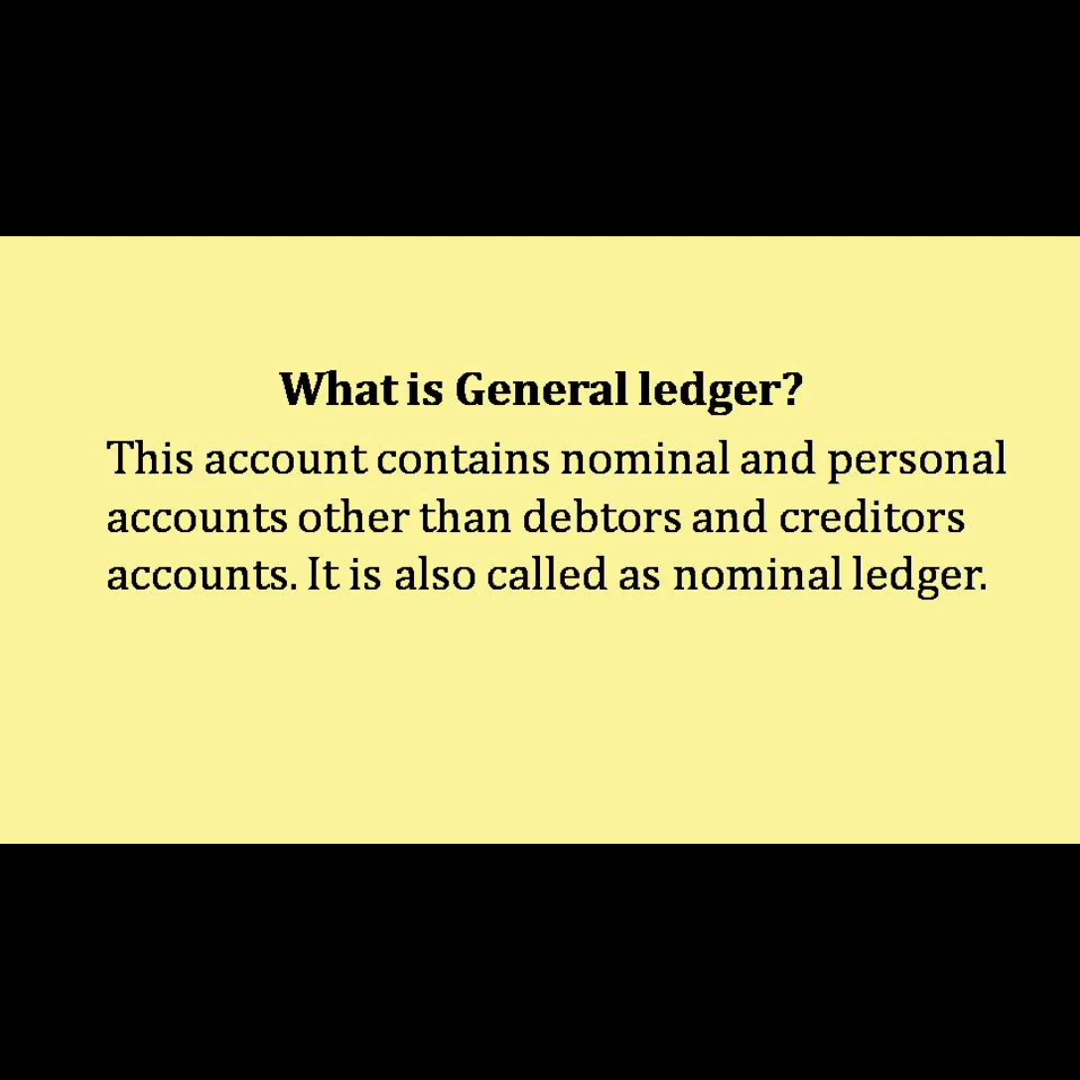 What is General ledger?
This account contains nominal and personal
accounts other than debtors and creditors
accounts. It is also called as nominal ledger.